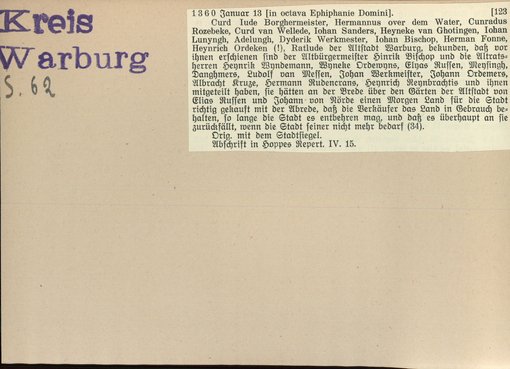 Kreis
Warburg
S. 62
1360 Januar 13 [in octava Ephiphanie Domini]. [123
Curd Iude Borghermeister, Hermannus over dem Water, Cunradus
Rozebeke, Curd van Wellede, Iohan Sanders, Heyneke van Ghotingen, Iohan
Lunyngh, Adelungh, Dyderik Werkmester, Iohan Bischop, Herman Fonne,
Heynrich Ordeken (!), Ratlude der Altstadt Warburg, bekunden, daß vor
ihnen erschienen sind der Altbürgermeister Hinrik Bischop und die Altrats-
herren Heynrik Wyndemann, Wyneke Ordewyns, Elyas Russen, Meysingh,
Danghmers, Ludolf van Messen, Johan Werkmeister, Johann Ordemers,
Albracht Kruze, Hermann Rudencrans, Heynrich Reynbrachtis und ihnen
mitgeteilt haben, sie hätten an der Brede über den Gärten der Altstadt von
Elias Russen und Johann von Nörde einen Morgen Land für die Stadt
richtig gekauft mit der Abrede, daß die Verkäufer das Land in Gebrauch be-
halten, so lange die Stadt es entbehren mag, und daß es überhaupt an sie
zurückfällt, wenn die Stadt seiner nicht mehr bedarf (34).
Orig. mit dem Stadtsiegel.
Abschrift in Hoppes Repert. IV. 15.